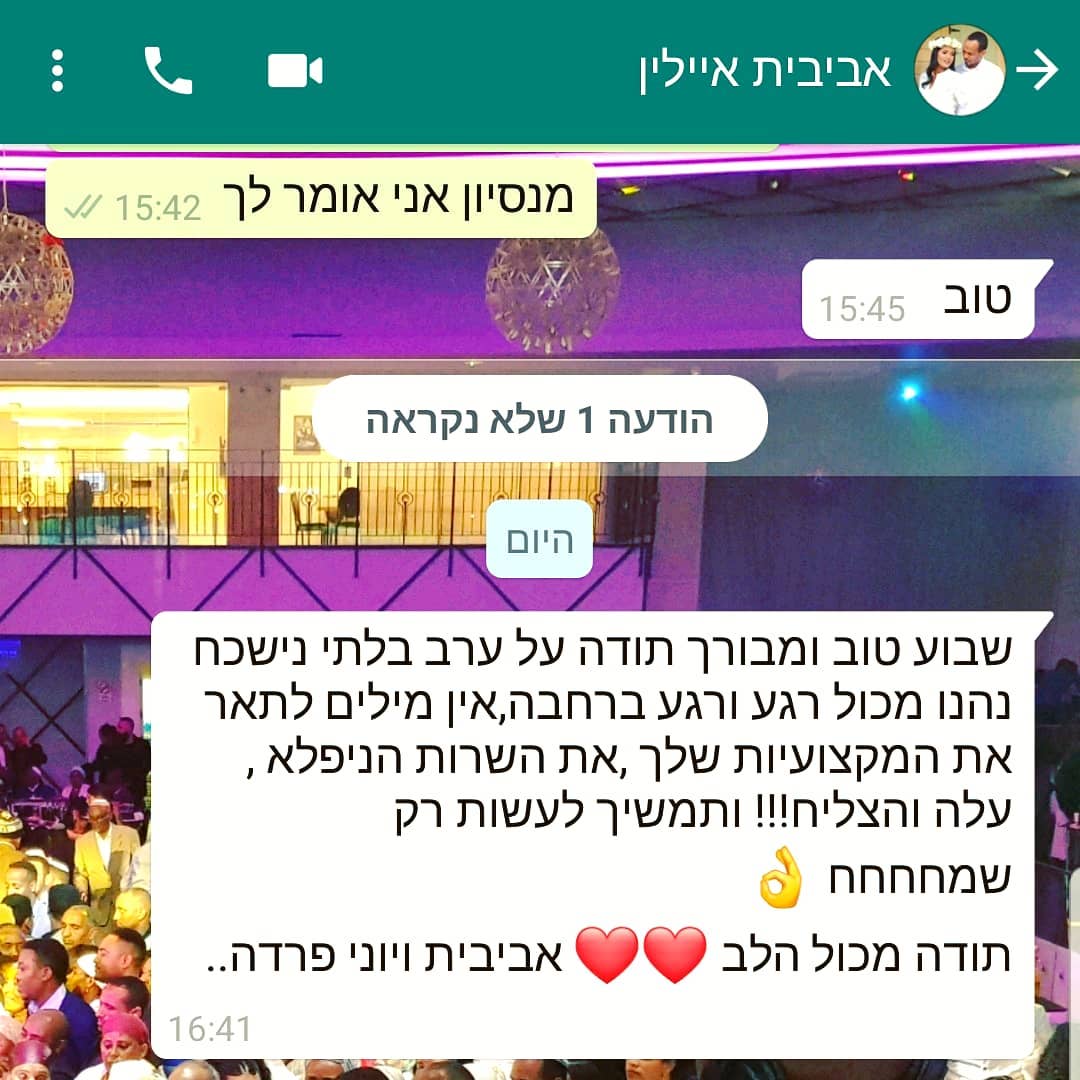 אביבית איילין
מנסיון אני אומר לך 15:42
טוב 15:45
הודעה 1 שלא נקראה
היום
שבוע טוב ומבורך תודה על ערב בלתי נישכח
נהנו מכול רגע ורגע ברחבה,אין מילים לתאר
את המקצועיות שלך ,את השרות הניפלא ,
עלה והצליח!!! ותמשיך לעשות רק
שמחחחח 👌
תודה מכול הלב ❤️❤️ אביבית ויוני פרדה..
16:41